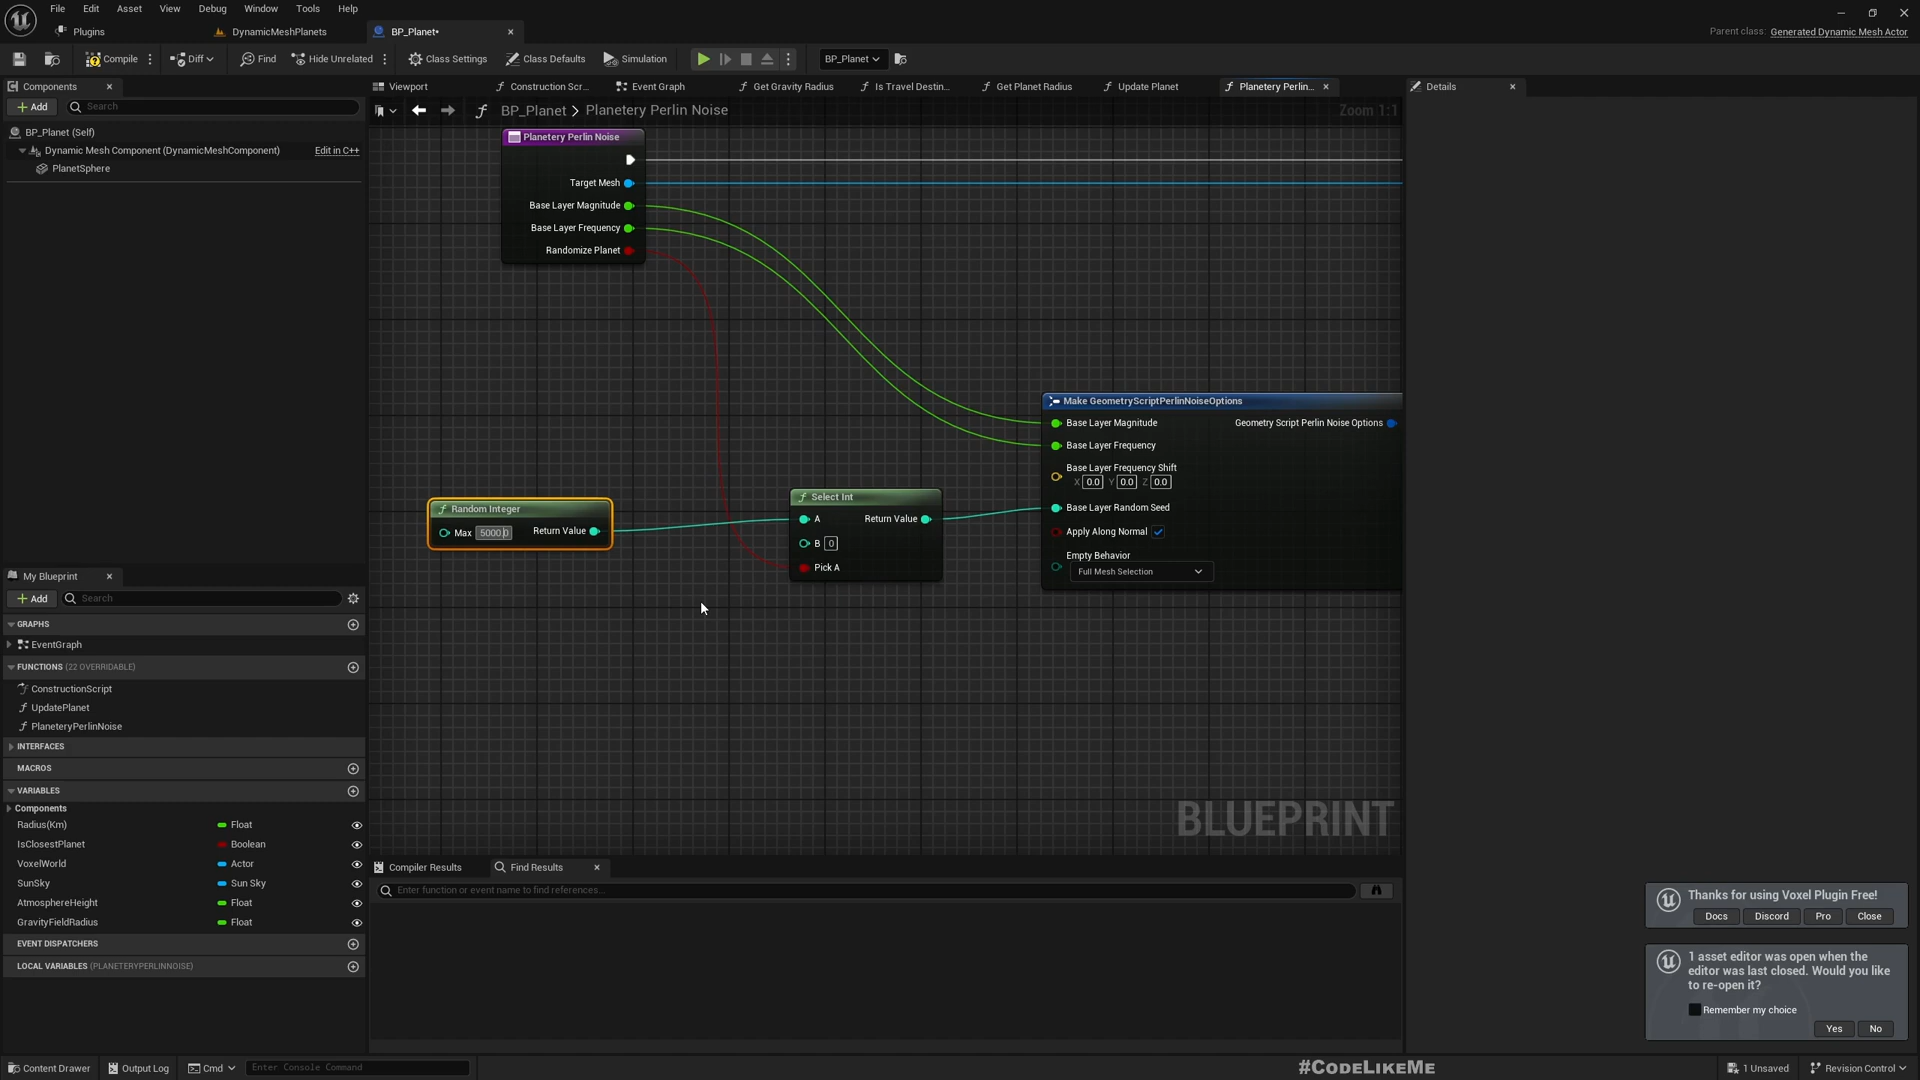 File Edit Asset View Debug Window Tools Help
Plugins DynamicMeshPlanets BP_Planet•
Parent class: Generated Dynamic Mesh Actor
Compile Diff Find Hide Unrelated Class Settings Class Defaults Simulation BP_Planet
Components
Add Search
BP_Planet (Self)
Dynamic Mesh Component (DynamicMeshComponent) Edit in C++
PlanetSphere
Viewport Construction Scr... Event Graph Get Gravity Radius Is Travel Destin... Get Planet Radius Update Planet Planetery Perlin... Details
BP_Planet > Planetery Perlin Noise Zoom 1:1
Planetery Perlin Noise
Target Mesh
Base Layer Magnitude
Base Layer Frequency
Randomize Planet
Random Integer
Max 50000 Return Value
Select Int
A Return Value
B 0
Pick A
Make GeometryScriptPerlinNoiseOptions
Base Layer Magnitude Geometry Script Perlin Noise Options
Base Layer Frequency
Base Layer Frequency Shift
X 0.0 Y 0.0 Z 0.0
Base Layer Random Seed
Apply Along Normal
Empty Behavior
Full Mesh Selection
BLUEPRINT
My Blueprint
Add Search
GRAPHS
EventGraph
FUNCTIONS (22 OVERRIDABLE)
ConstructionScript
UpdatePlanet
PlaneteryPerlinNoise
INTERFACES
MACROS
VARIABLES
Components
Radius(Km) Float
IsClosestPlanet Boolean
VoxelWorld Actor
SunSky Sun Sky
AtmosphereHeight Float
GravityFieldRadius Float
EVENT DISPATCHERS
LOCAL VARIABLES (PLANETERYPERLINNOISE)
Compiler Results Find Results
Enter function or event name to find references...
Thanks for using Voxel Plugin Free!
Docs Discord Pro Close
1 asset editor was open when the
editor was last closed. Would you like
to re-open it?
Remember my choice
Yes No
Content Drawer Output Log Cmd Enter Console Command
#CODELIKEME
1 Unsaved Revision Control